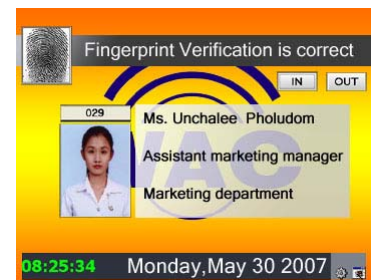 Fingerprint Verification is correct
IN OUT
029
Ms. Unchalee Pholudom
Assistant marketing manager
Marketing department
VAC
08:25:34 Monday,May 30 2007